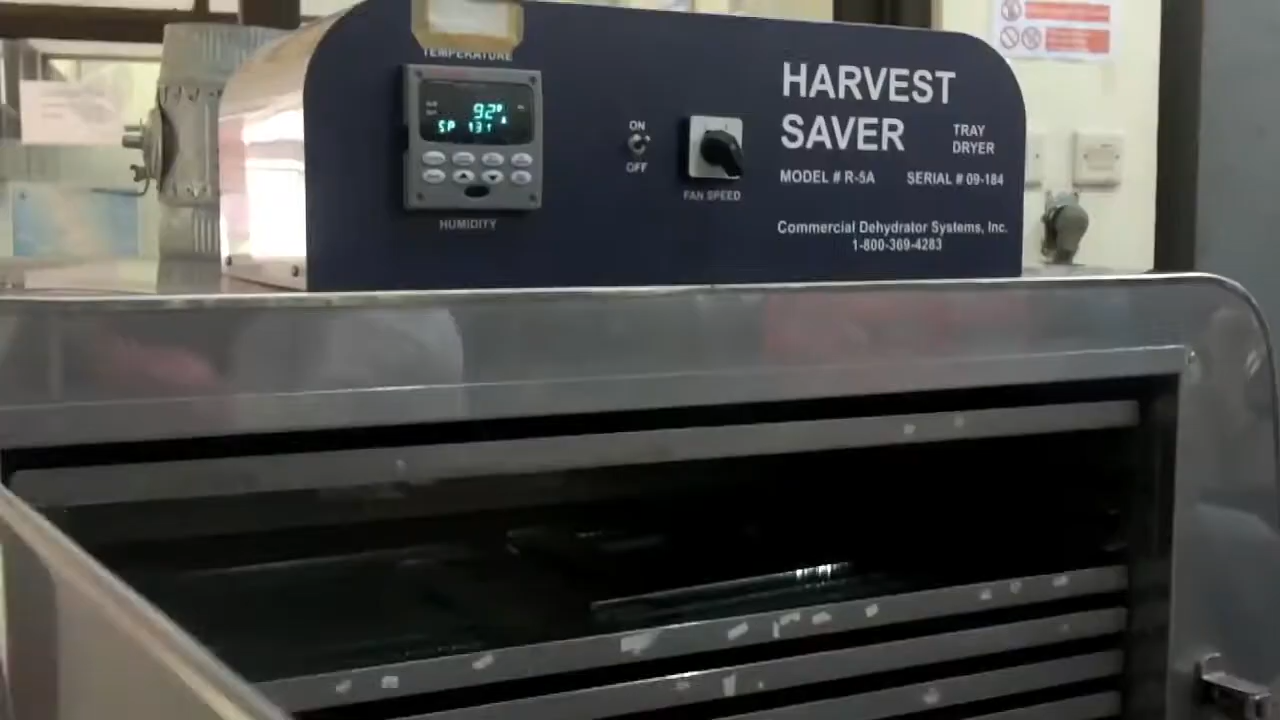 TEMPERATURE
92°
SP 131
HUMIDITY
ON
OFF
FAN SPEED
HARVEST
SAVER
TRAY
DRYER
MODEL # R-5A
SERIAL # 09-184
Commercial Dehydrator Systems, Inc.
1-800-369-4283